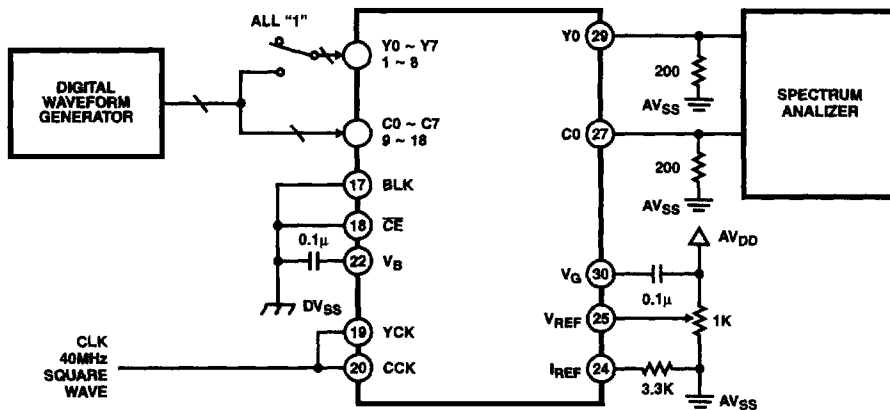 ALL "1"
DIGITAL
WAVEFORM
GENERATOR
Y0 ~ Y7
1 ~ 8
C0 ~ C7
9 ~ 18
17 BLK
18 CE
0.1μ
22 VB
DVSS
19 YCK
20 CCK
CLK
40MHz
SQUARE
WAVE
Y0 29
200
AVSS
C0 27
200
AVSS
SPECTRUM
ANALIZER
AVDD
VG 30
0.1μ
VREF 25
1K
IREF 24
3.3K
AVSS